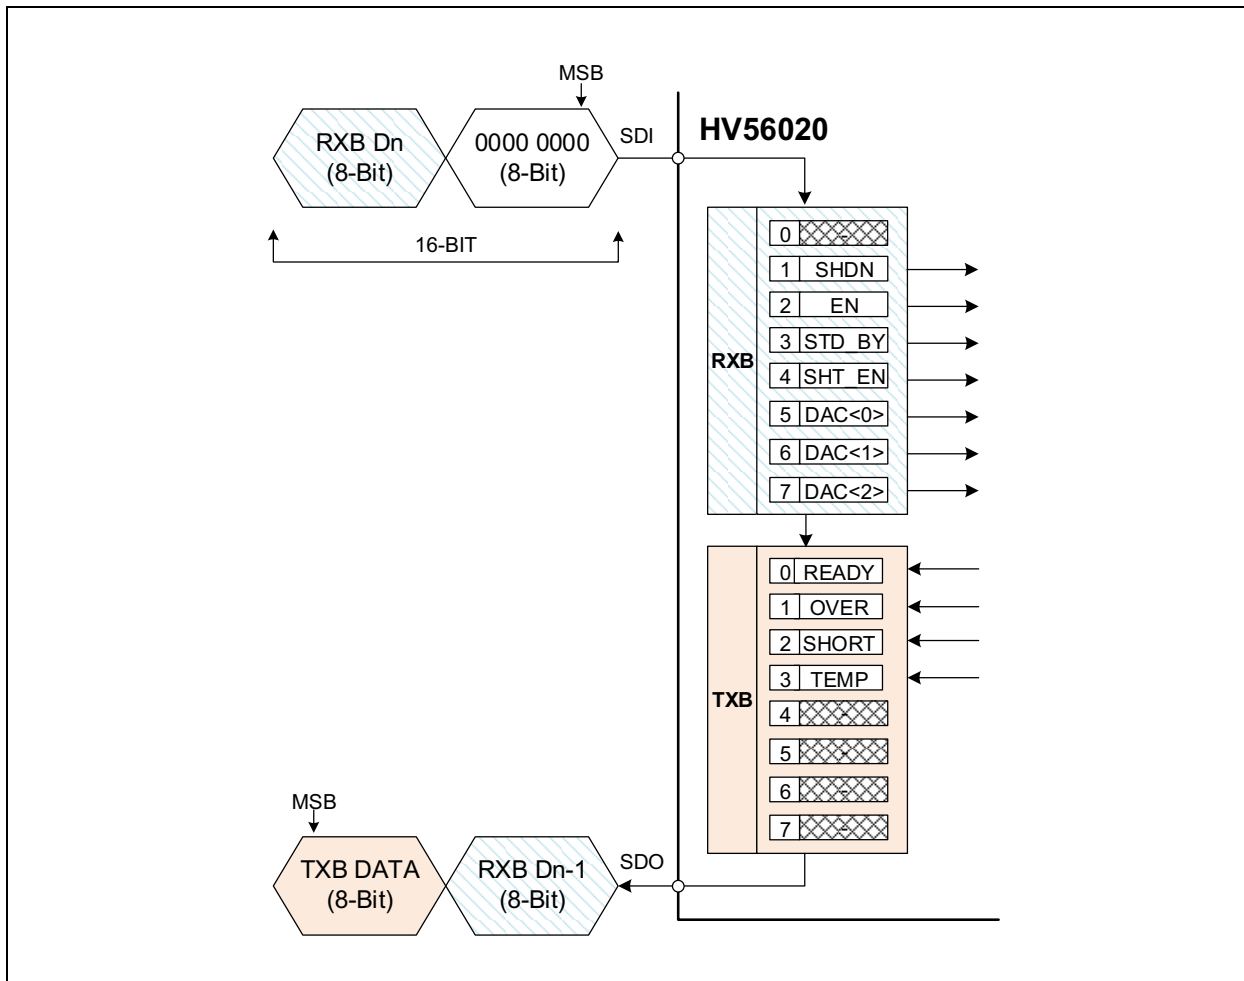 MSB
RXB Dn
(8-Bit)
0000 0000
(8-Bit)
SDI
HV56020
16-BIT
RXB
0 -
1 SHDN
2 EN
3 STD_BY
4 SHT_EN
5 DAC<0>
6 DAC<1>
7 DAC<2>
TXB
0 READY
1 OVER
2 SHORT
3 TEMP
4 -
5 -
6 -
7 -
MSB
TXB DATA
(8-Bit)
RXB Dn-1
(8-Bit)
SDO